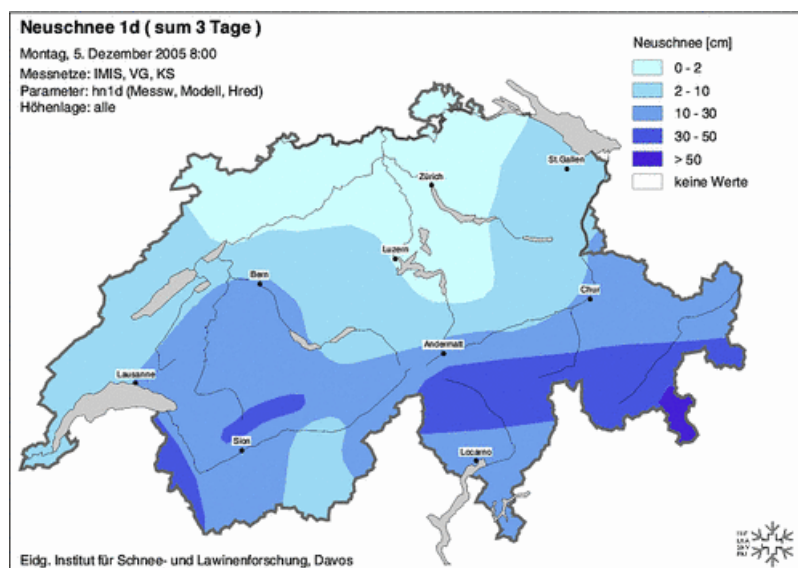 Neuschnee 1d ( sum 3 Tage )
Montag, 5. Dezember 2005 8:00
Messnetze: IMIS, VG, KS
Parameter: hn1d (Messw, Modell, Hred)
Höhenlage: alle
Neuschnee [cm]
0 - 2
2 - 10
10 - 30
30 - 50
> 50
keine Werte
St.Gallen
Zürich
Luzern
Bern
Chur
Andermatt
Lausanne
Sion
Locarno
Eidg. Institut für Schnee- und Lawinenforschung, Davos